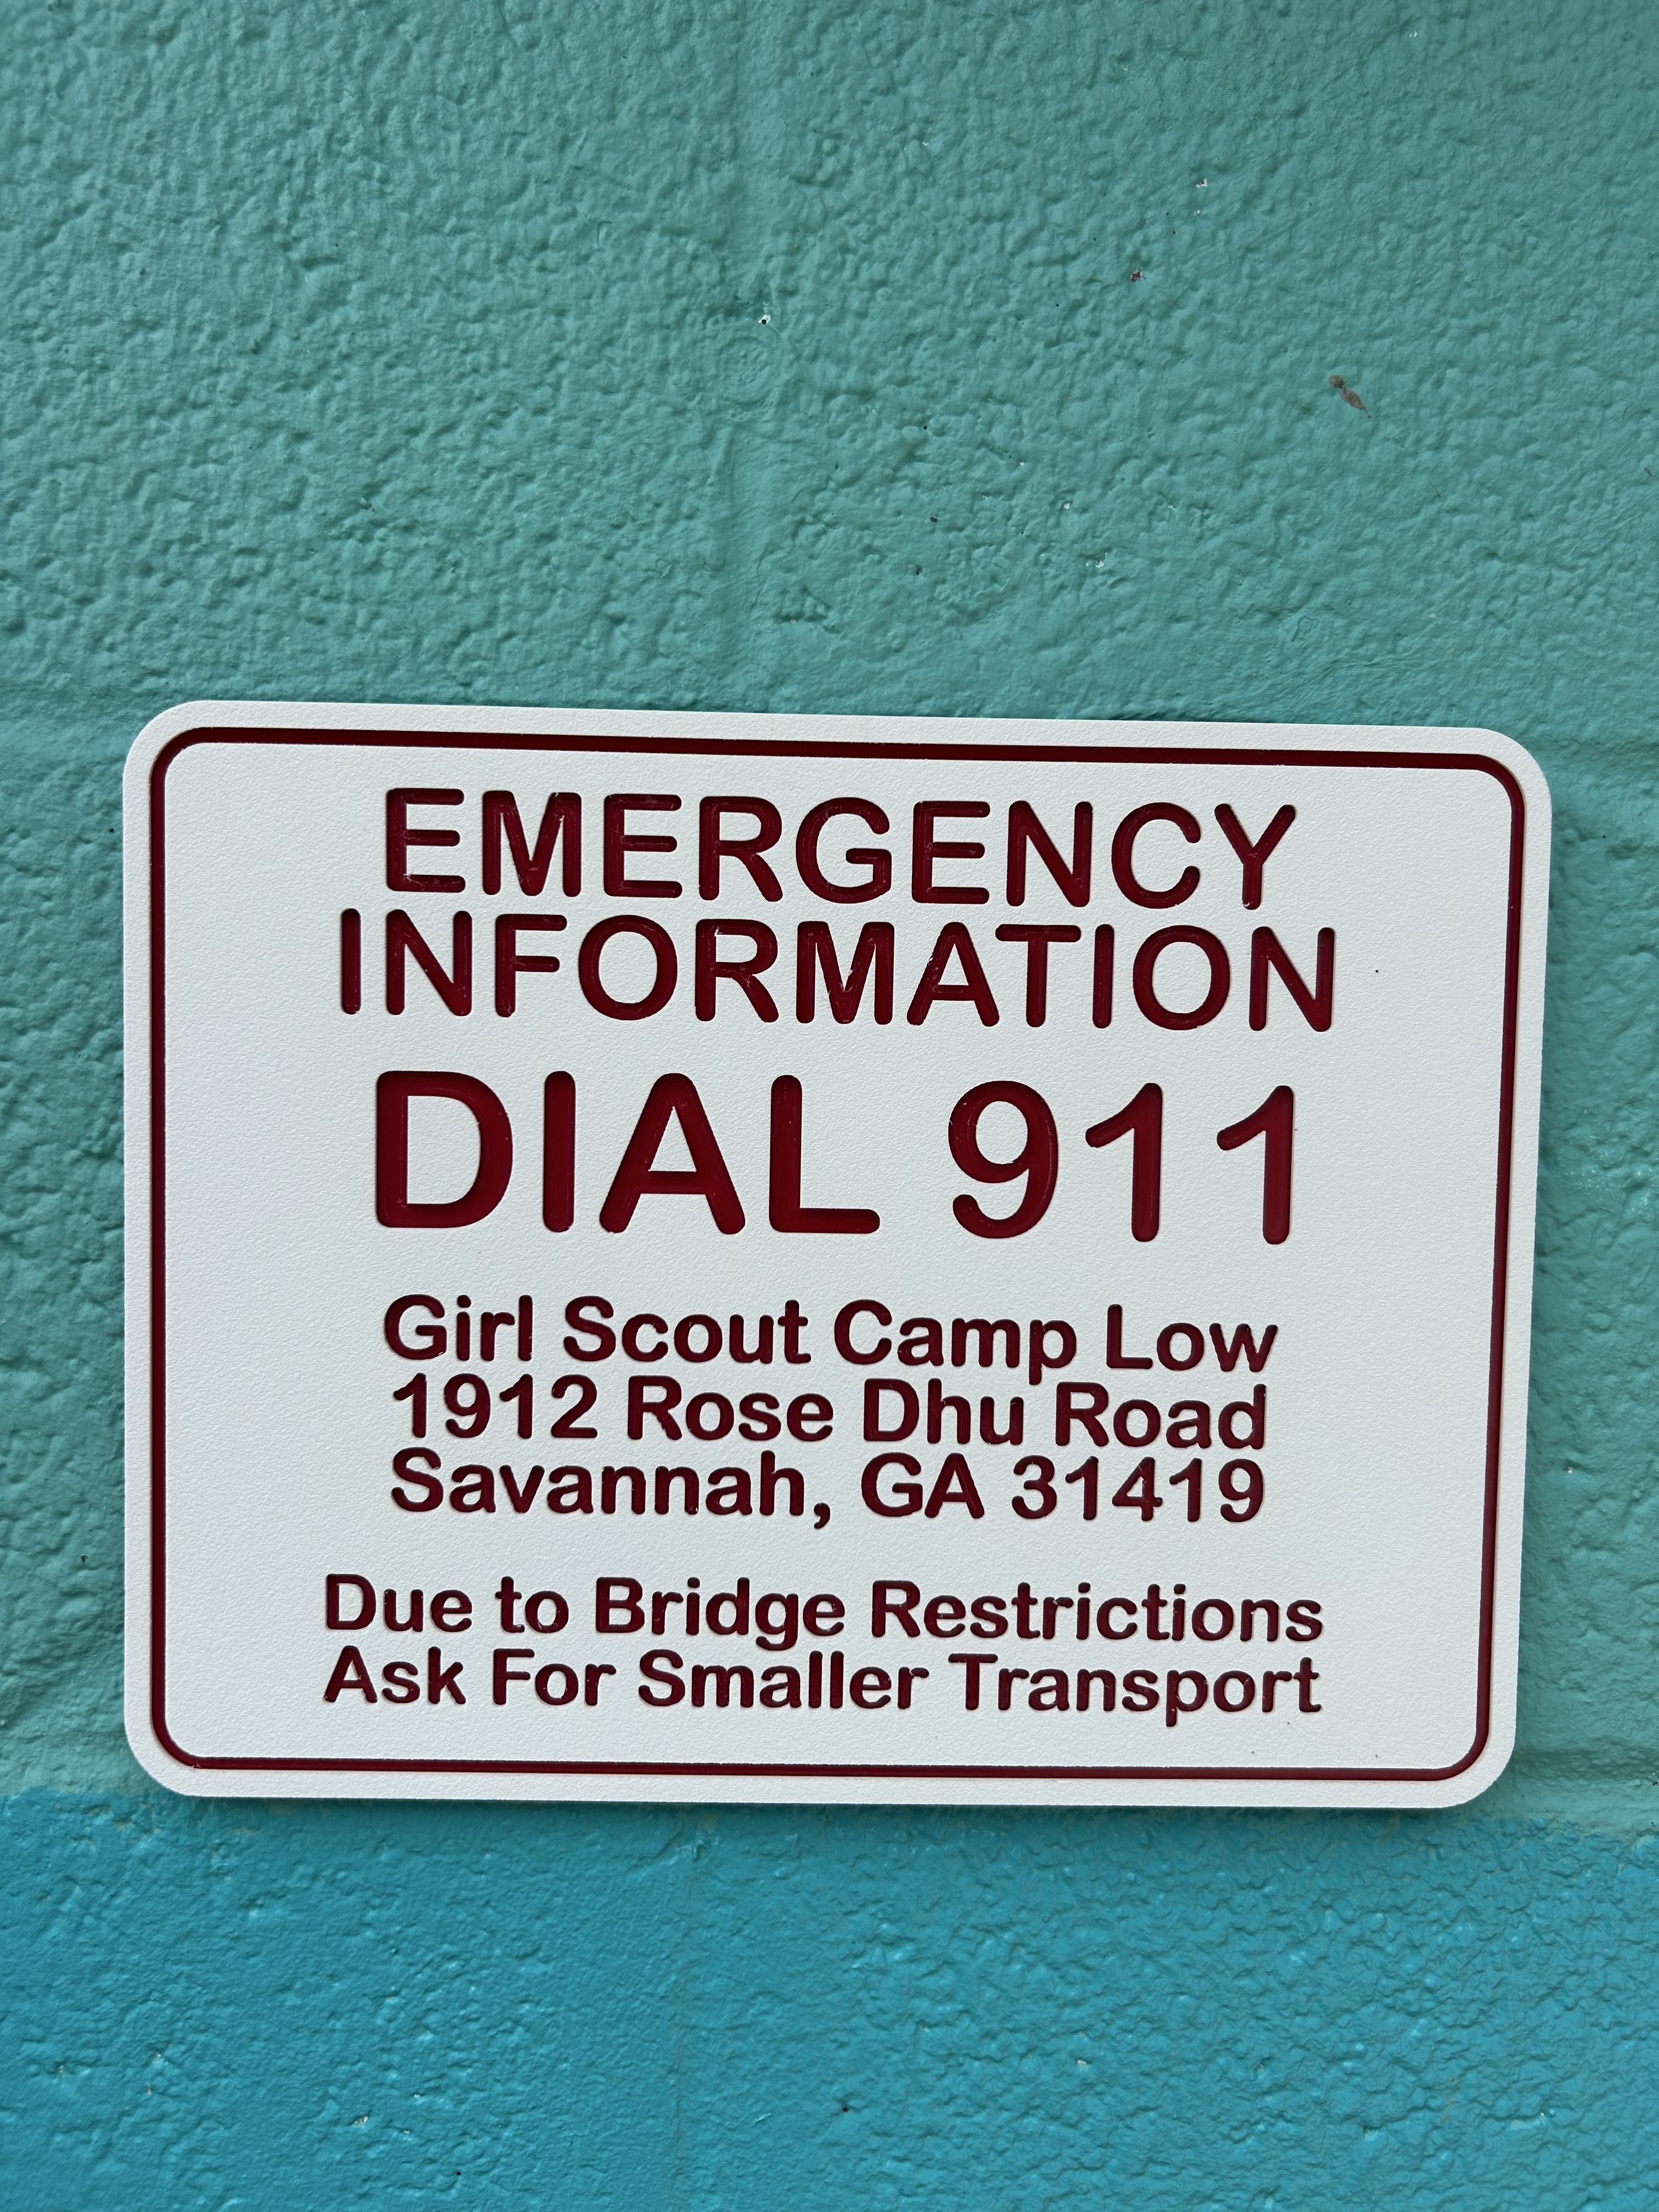 EMERGENCY
INFORMATION
DIAL 911
Girl Scout Camp Low
1912 Rose Dhu Road
Savannah, GA 31419
Due to Bridge Restrictions
Ask For Smaller Transport